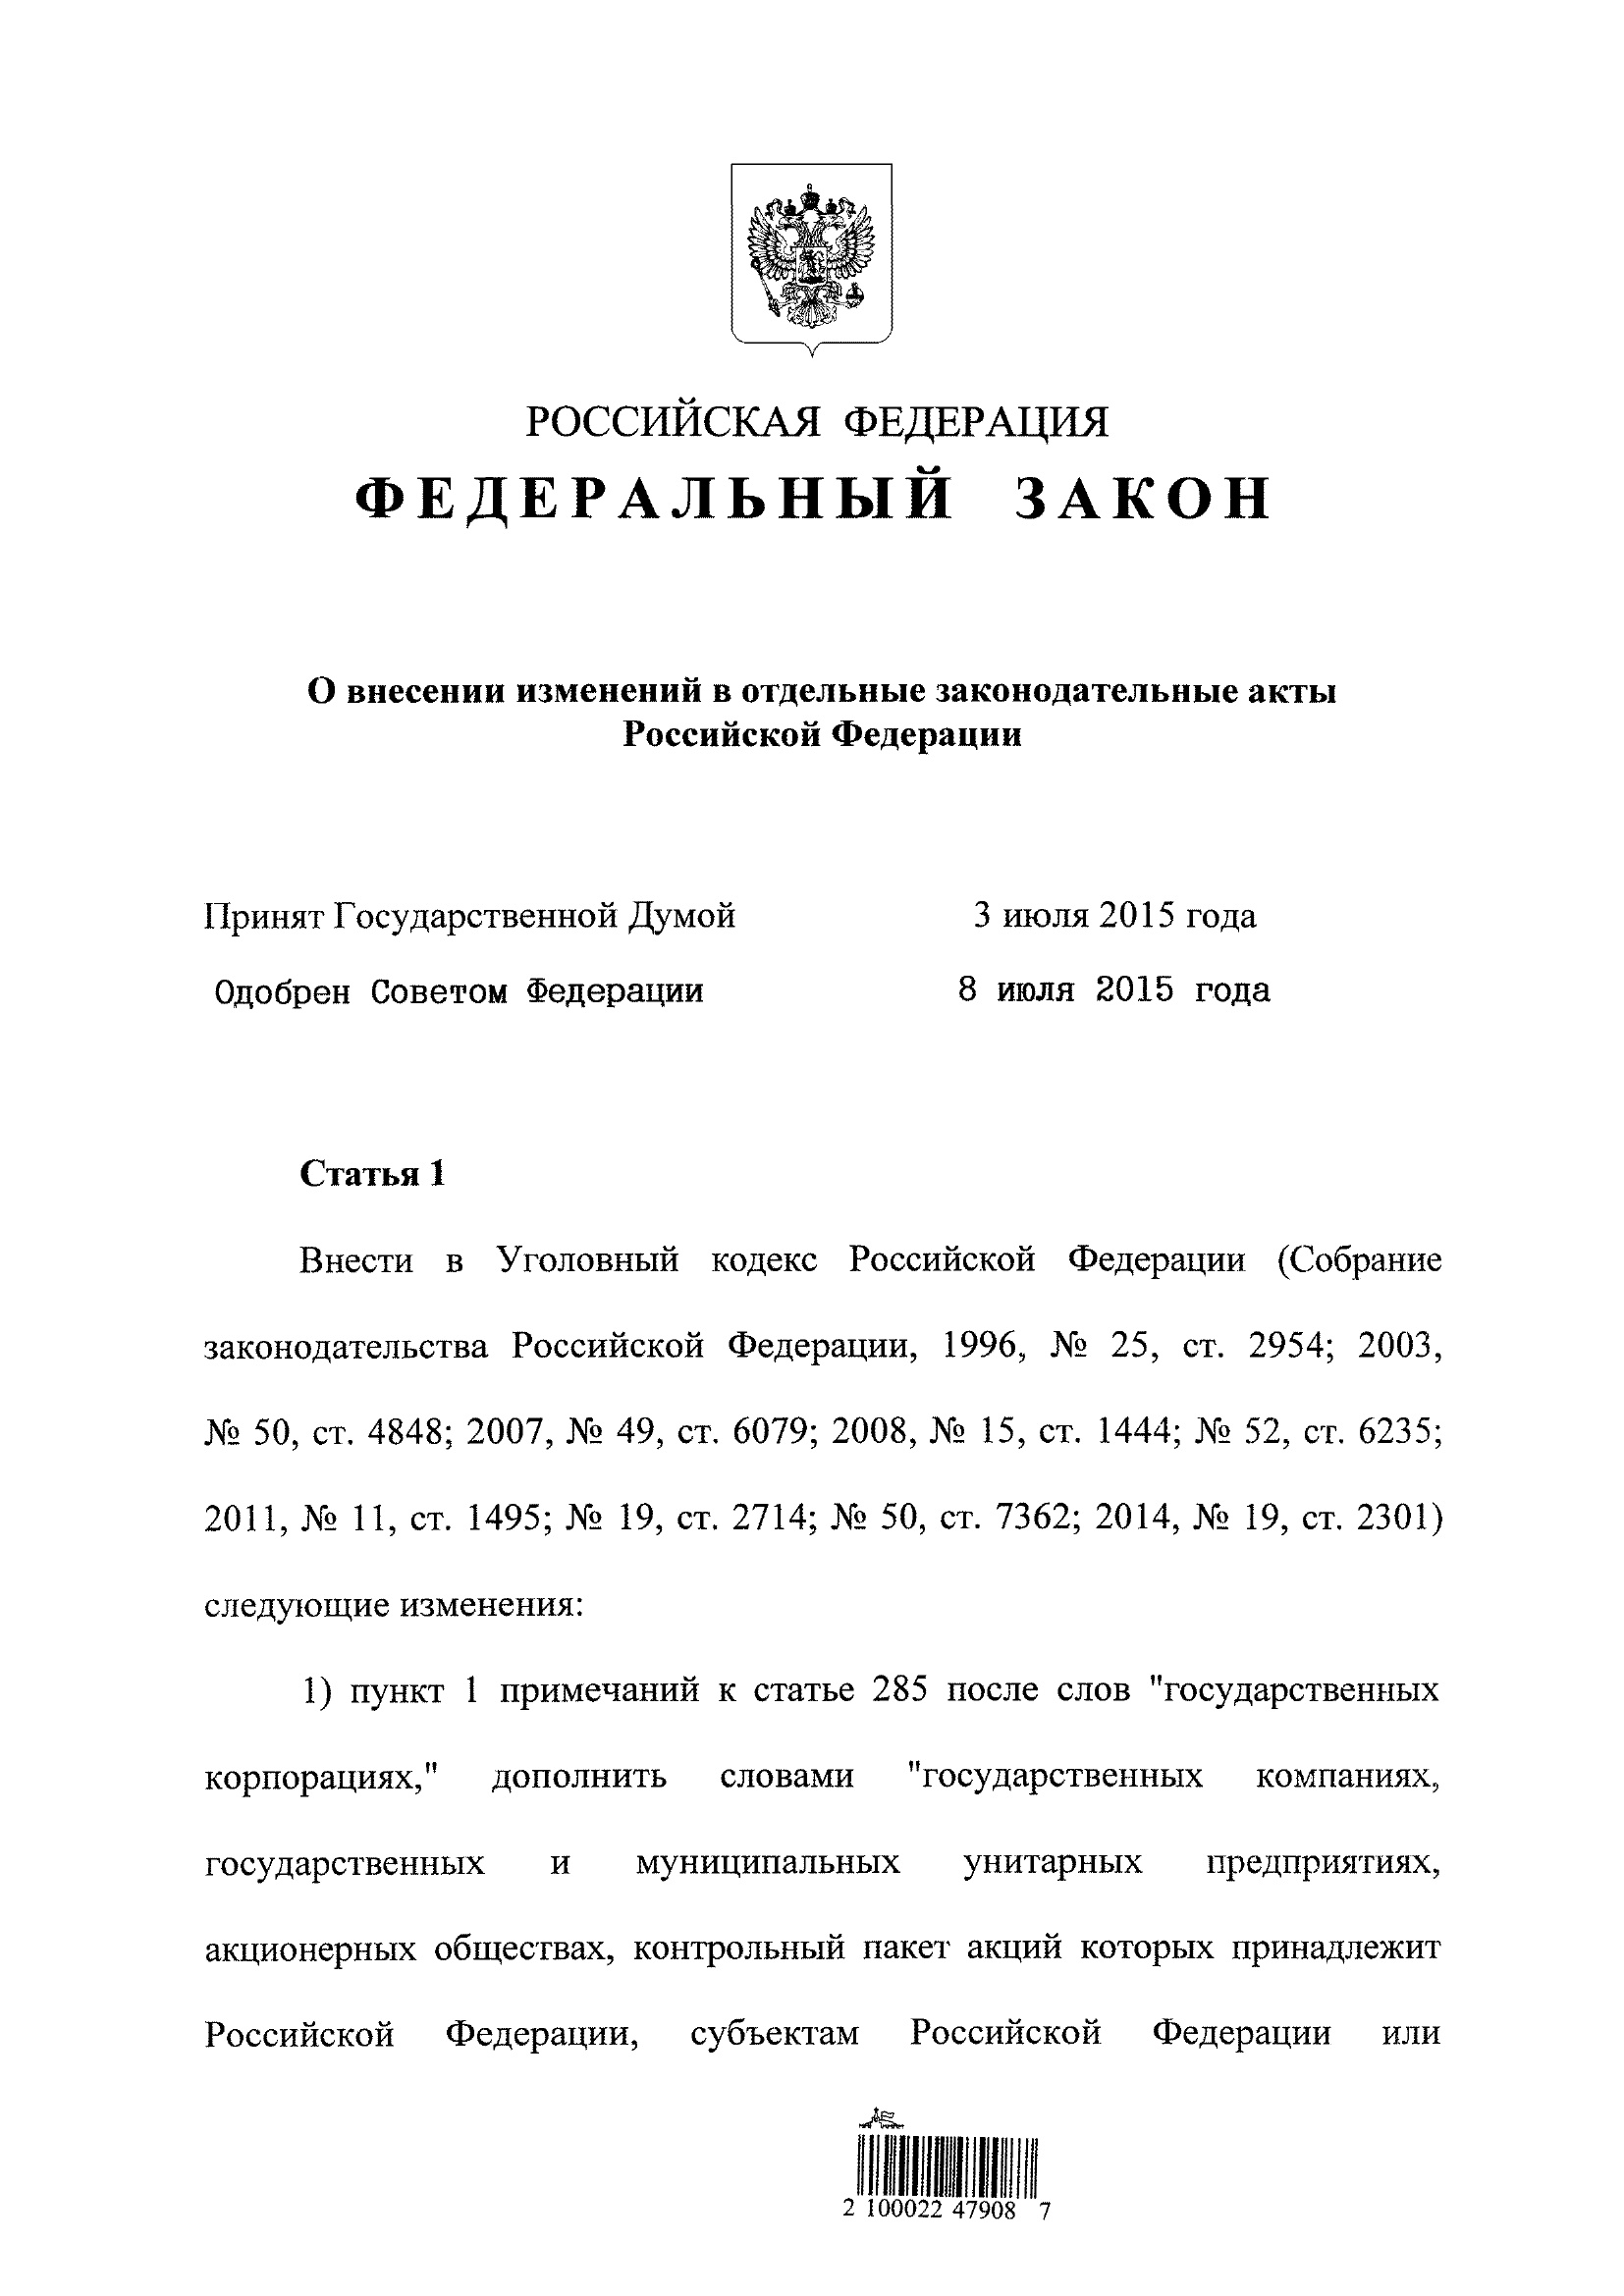 РОССИЙСКАЯ ФЕДЕРАЦИЯ
ФЕДЕРАЛЬНЫЙ ЗАКОН
О внесении изменений в отдельные законодательные акты
Российской Федерации
Принят Государственной Думой 3 июля 2015 года
Одобрен Советом Федерации 8 июля 2015 года
Статья 1
Внести в Уголовный кодекс Российской Федерации (Собрание
законодательства Российской Федерации, 1996, № 25, ст. 2954; 2003,
№ 50, ст. 4848; 2007, № 49, ст. 6079; 2008, № 15, ст. 1444; № 52, ст. 6235;
2011, № 11, ст. 1495; № 19, ст. 2714; № 50, ст. 7362; 2014, № 19, ст. 2301)
следующие изменения:
1) пункт 1 примечаний к статье 285 после слов "государственных
корпорациях," дополнить словами "государственных компаниях,
государственных и муниципальных унитарных предприятиях,
акционерных обществах, контрольный пакет акций которых принадлежит
Российской Федерации, субъектам Российской Федерации или
2 100022 47908 7